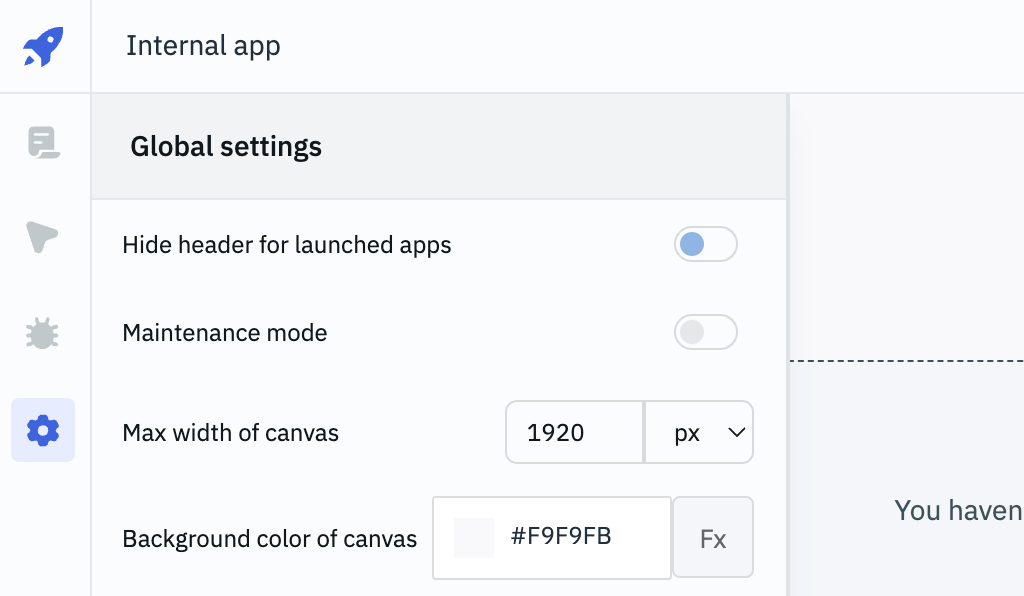 Internal app
Global settings
Hide header for launched apps
Maintenance mode
Max width of canvas 1920 px
Background color of canvas #F9F9FB Fx
You haven